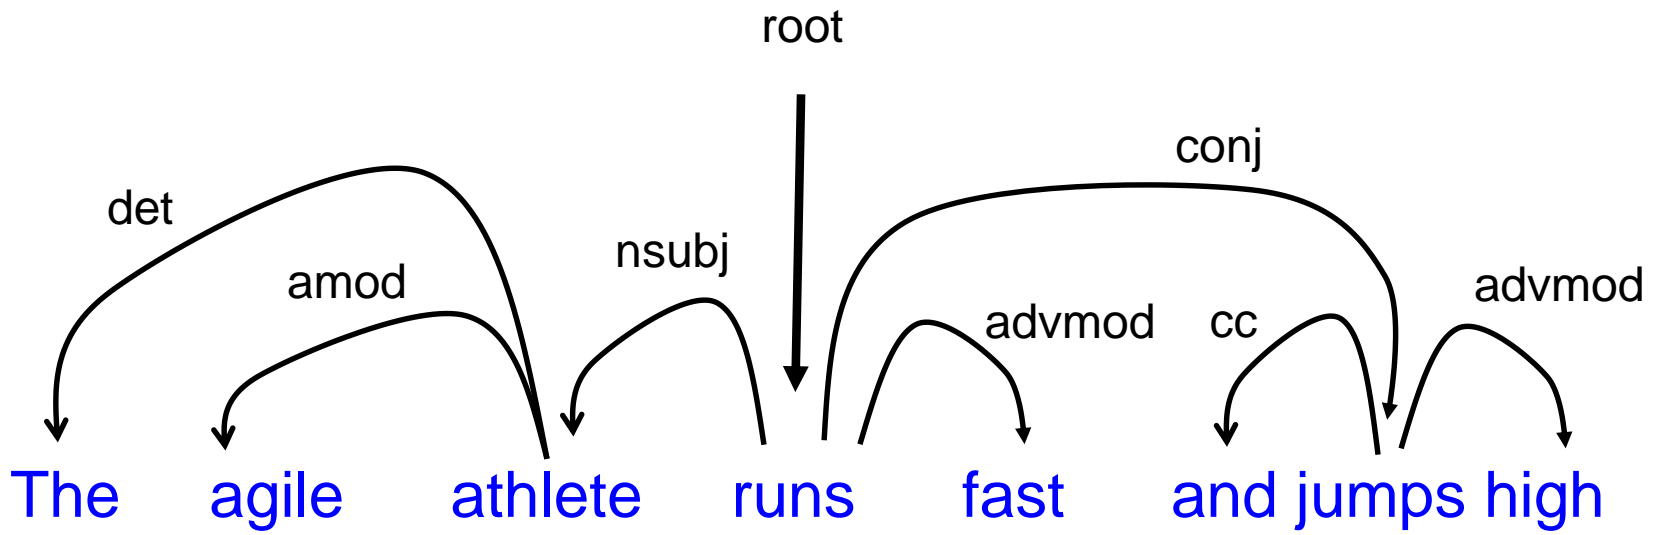 root
conj
det
nsubj
amod
advmod
advmod
cc
The agile athlete runs fast and jumps high